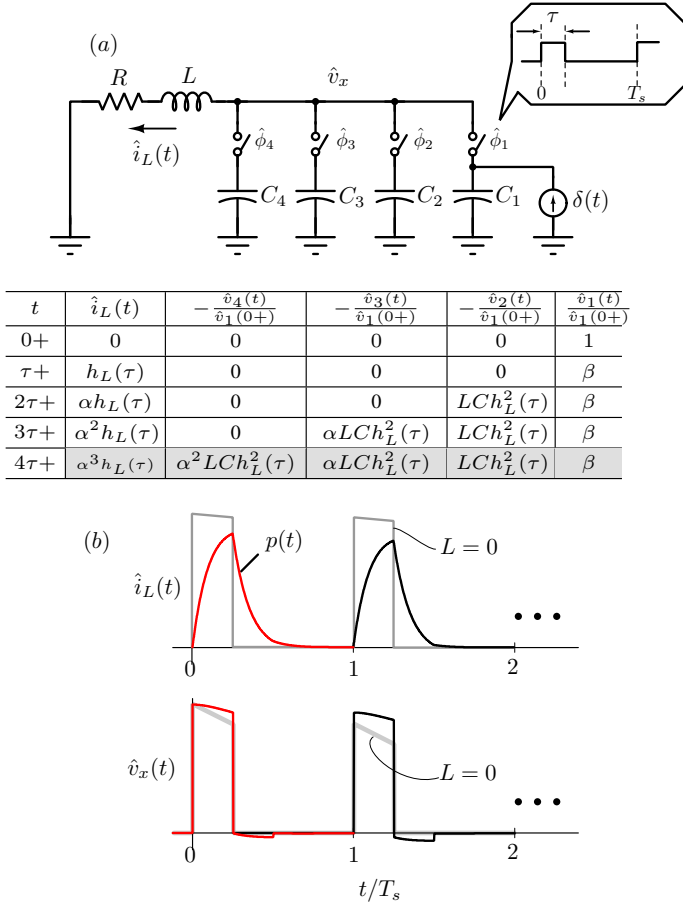 (a)
τ
0 T_s
R L v̂_x
î_L(t)
ϕ̂_4 ϕ̂_3 ϕ̂_2 ϕ̂_1
C_4 C_3 C_2 C_1 δ(t)
t î_L(t) −v̂_4(t)/v̂_1(0+) −v̂_3(t)/v̂_1(0+) −v̂_2(t)/v̂_1(0+) v̂_1(t)/v̂_1(0+)
0+ 0 0 0 0 1
τ+ h_L(τ) 0 0 0 β
2τ+ αh_L(τ) 0 0 LCh_L^2(τ) β
3τ+ α^2h_L(τ) 0 αLCh_L^2(τ) LCh_L^2(τ) β
4τ+ α^3h_L(τ) α^2LCh_L^2(τ) αLCh_L^2(τ) LCh_L^2(τ) β
(b)
p(t) L = 0
î_L(t)
0 1 2
v̂_x(t) L = 0
0 1 2
t/T_s